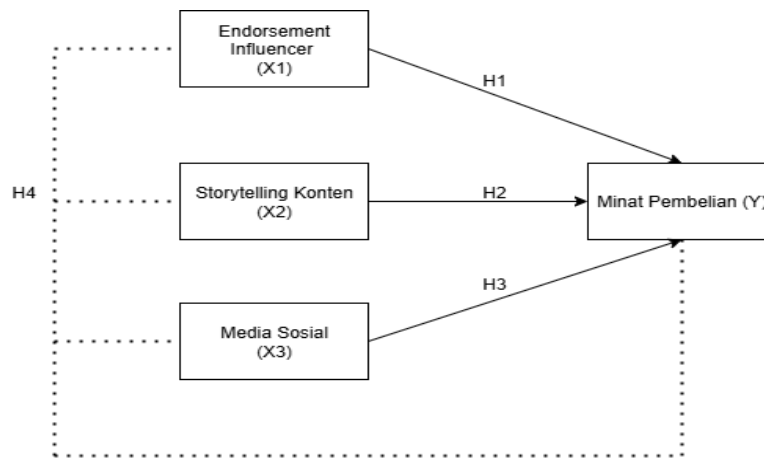 Endorsement
Influencer
(X1)
H1
H4
Storytelling Konten
(X2)
H2
Minat Pembelian (Y)
H3
Media Sosial
(X3)